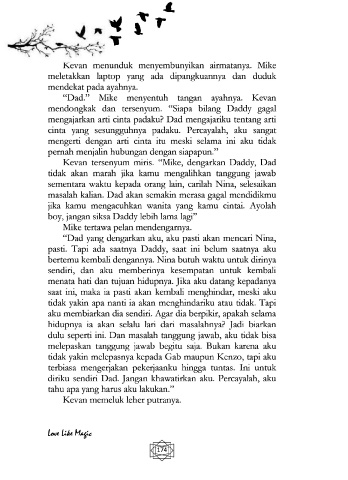 Kevan menunduk menyembunyikan airmatanya. Mike
meletakkan laptop yang ada dipangkuannya dan duduk
mendekat pada ayahnya.
“Dad.” Mike menyentuh tangan ayahnya. Kevan
mendongkak dan tersenyum. “Siapa bilang Daddy gagal
mengajarkan arti cinta padaku? Dad mengajariku tentang arti
cinta yang sesungguhnya padaku. Percayalah, aku sangat
mengerti dengan arti cinta itu meski selama ini aku tidak
pernah menjalin hubungan dengan siapapun.”
Kevan tersenyum miris. “Mike, dengarkan Daddy, Dad
tidak akan marah jika kamu mengalihkan tanggung jawab
sementara waktu kepada orang lain, carilah Nina, selesaikan
masalah kalian. Dad akan semakin merasa gagal mendidikmu
jika kamu mengacuhkan wanita yang kamu cintai. Ayolah
boy, jangan siksa Daddy lebih lama lagi”
Mike tertawa pelan mendengarnya.
“Dad yang dengarkan aku, aku pasti akan mencari Nina,
pasti. Tapi ada saatnya Daddy, saat ini belum saatnya aku
bertemu kembali dengannya. Nina butuh waktu untuk dirinya
sendiri, dan aku memberinya kesempatan untuk kembali
menata hati dan tujuan hidupnya. Jika aku datang kepadanya
saat ini, maka ia pasti akan kembali menghindar, meski aku
tidak yakin apa nanti ia akan menghindariku atau tidak. Tapi
aku membiarkan dia sendiri. Agar dia berpikir, apakah selama
hidupnya ia akan selalu lari dari masalahnya? Jadi biarkan
dulu seperti ini. Dan masalah tanggung jawab, aku tidak bisa
melepaskan tanggung jawab begitu saja. Bukan karena aku
tidak yakin melepasnya kepada Gab maupun Kenzo, tapi aku
terbiasa mengerjakan pekerjaanku hingga tuntas. Ini untuk
diriku sendiri Dad. Jangan khawatirkan aku. Percayalah, aku
tahu apa yang harus aku lakukan.”
Kevan memeluk leher putranya.
Love Like Magic
174